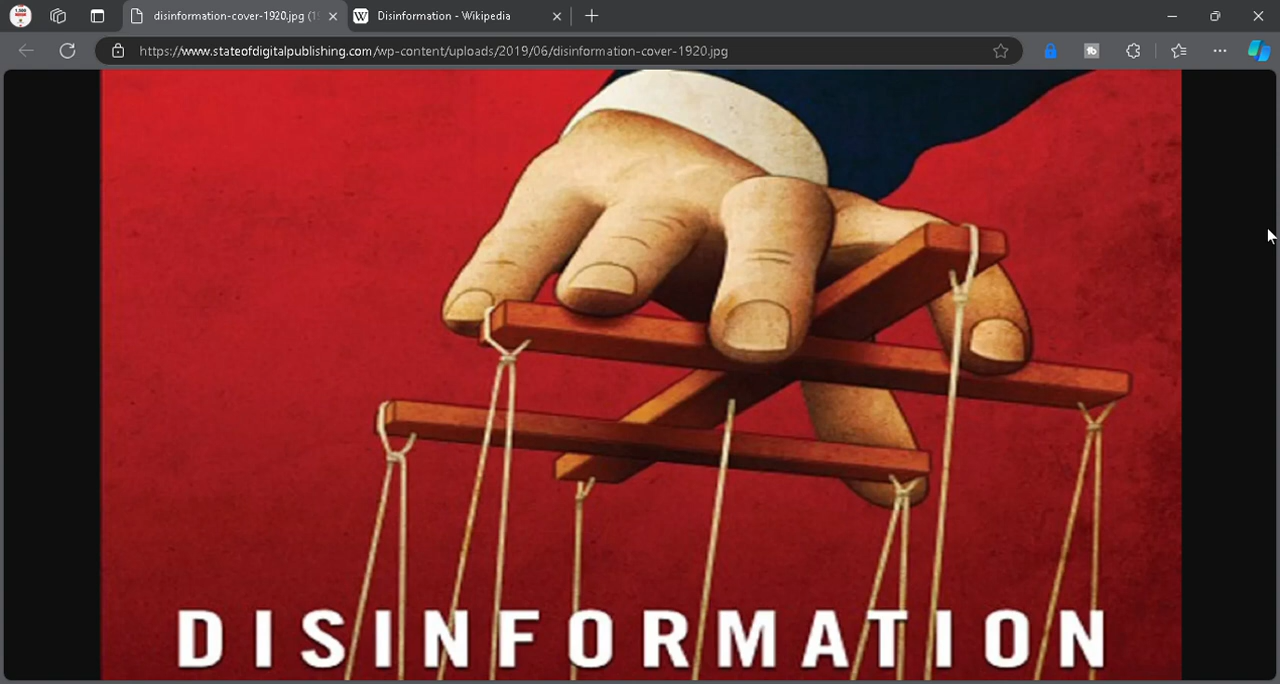 disinformation-cover-1920.jpg (1
Disinformation - Wikipedia
https://www.stateofdigitalpublishing.com/wp-content/uploads/2019/06/disinformation-cover-1920.jpg
DISINFORMATION